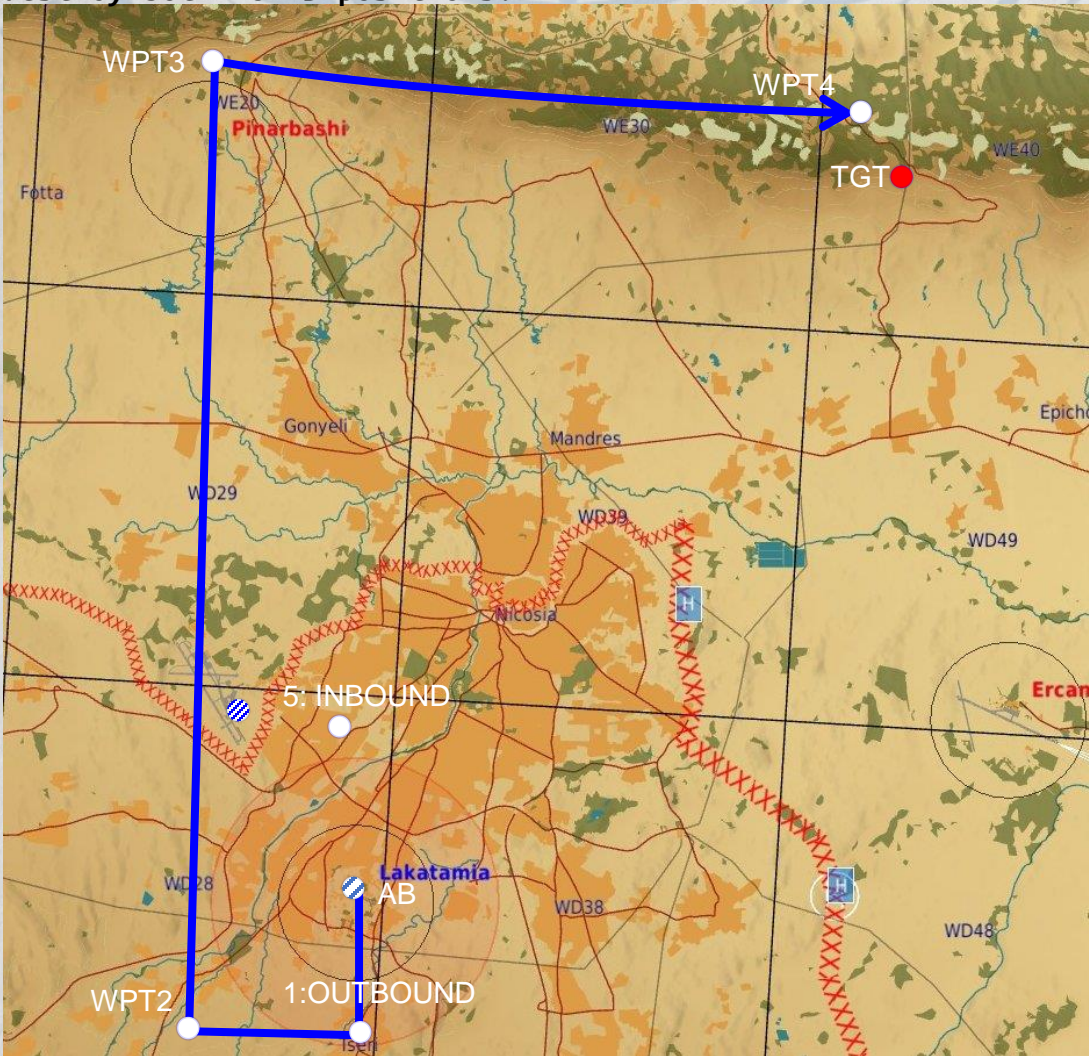 WPT3
WPT4
WE20
Pinarbashi
WE30
WE40
TGT
Fotta
Gonyeli
Mandres
Epicho
WD29
WD39
WD49
H
Nicosia
5: INBOUND
Ercan
Lakatamia
WD28
AB
H
WD38
WD48
WPT2
1:OUTBOUND